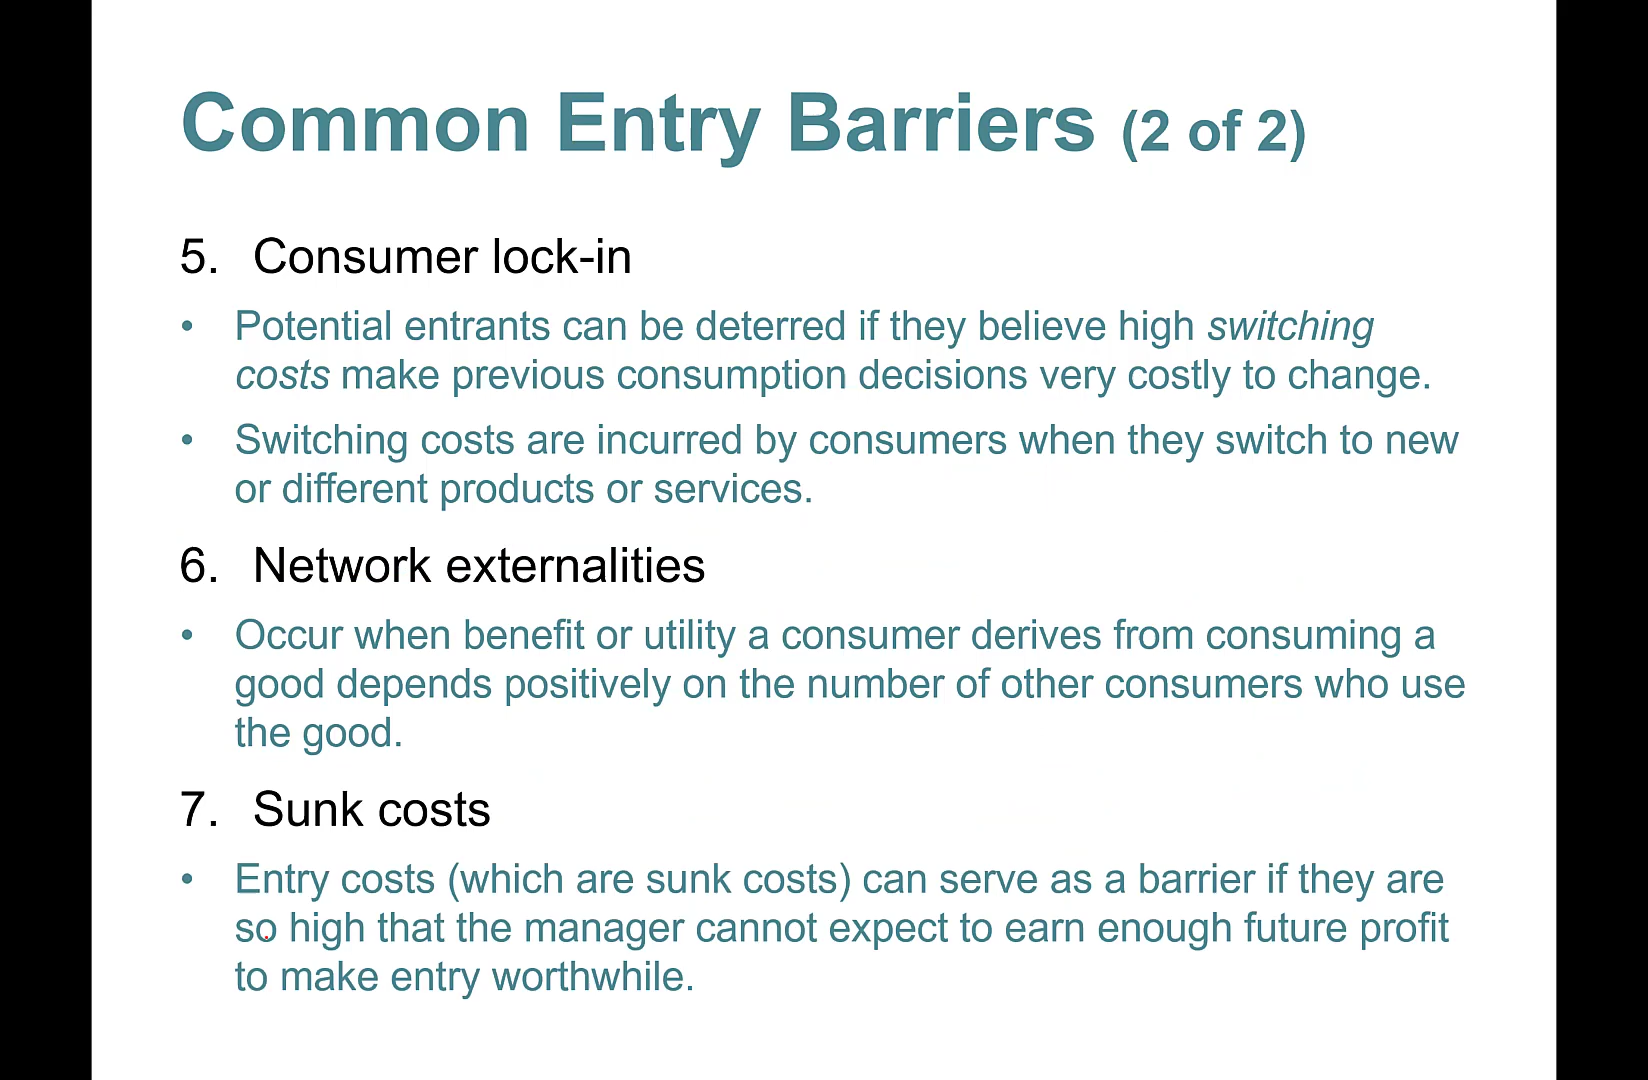 Common Entry Barriers (2 of 2)
5. Consumer lock-in
• Potential entrants can be deterred if they believe high switching
costs make previous consumption decisions very costly to change.
• Switching costs are incurred by consumers when they switch to new
or different products or services.
6. Network externalities
• Occur when benefit or utility a consumer derives from consuming a
good depends positively on the number of other consumers who use
the good.
7. Sunk costs
• Entry costs (which are sunk costs) can serve as a barrier if they are
so high that the manager cannot expect to earn enough future profit
to make entry worthwhile.